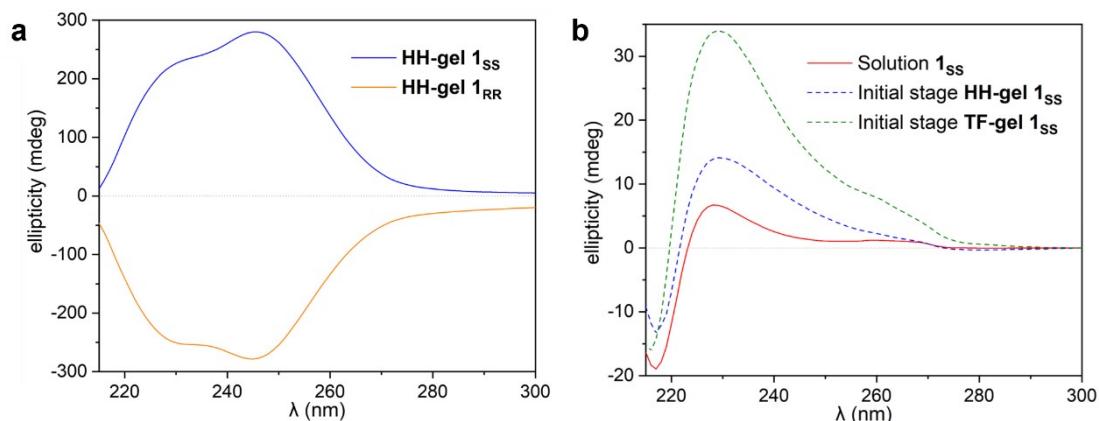 a
HH-gel 1SS
HH-gel 1RR
ellipticity (mdeg)
300
200
100
0
-100
-200
-300
220
240
260
280
300
λ (nm)
b
Solution 1SS
Initial stage HH-gel 1SS
Initial stage TF-gel 1SS
ellipticity (mdeg)
30
20
10
0
-10
-20
220
240
260
280
300
λ (nm)